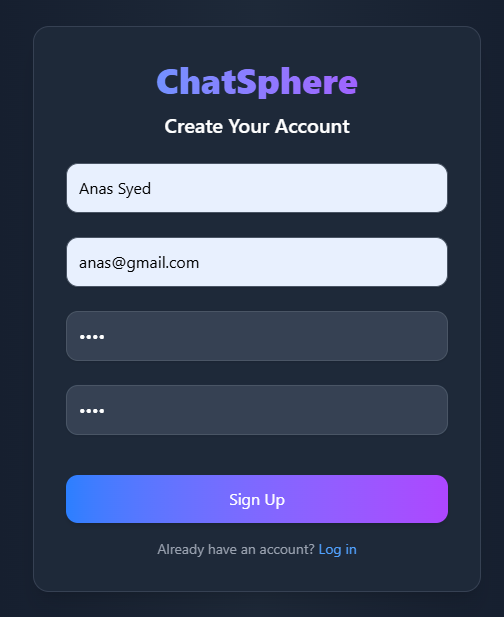 ChatSphere
Create Your Account
Anas Syed
anas@gmail.com
••••
••••
Sign Up
Already have an account? Log in